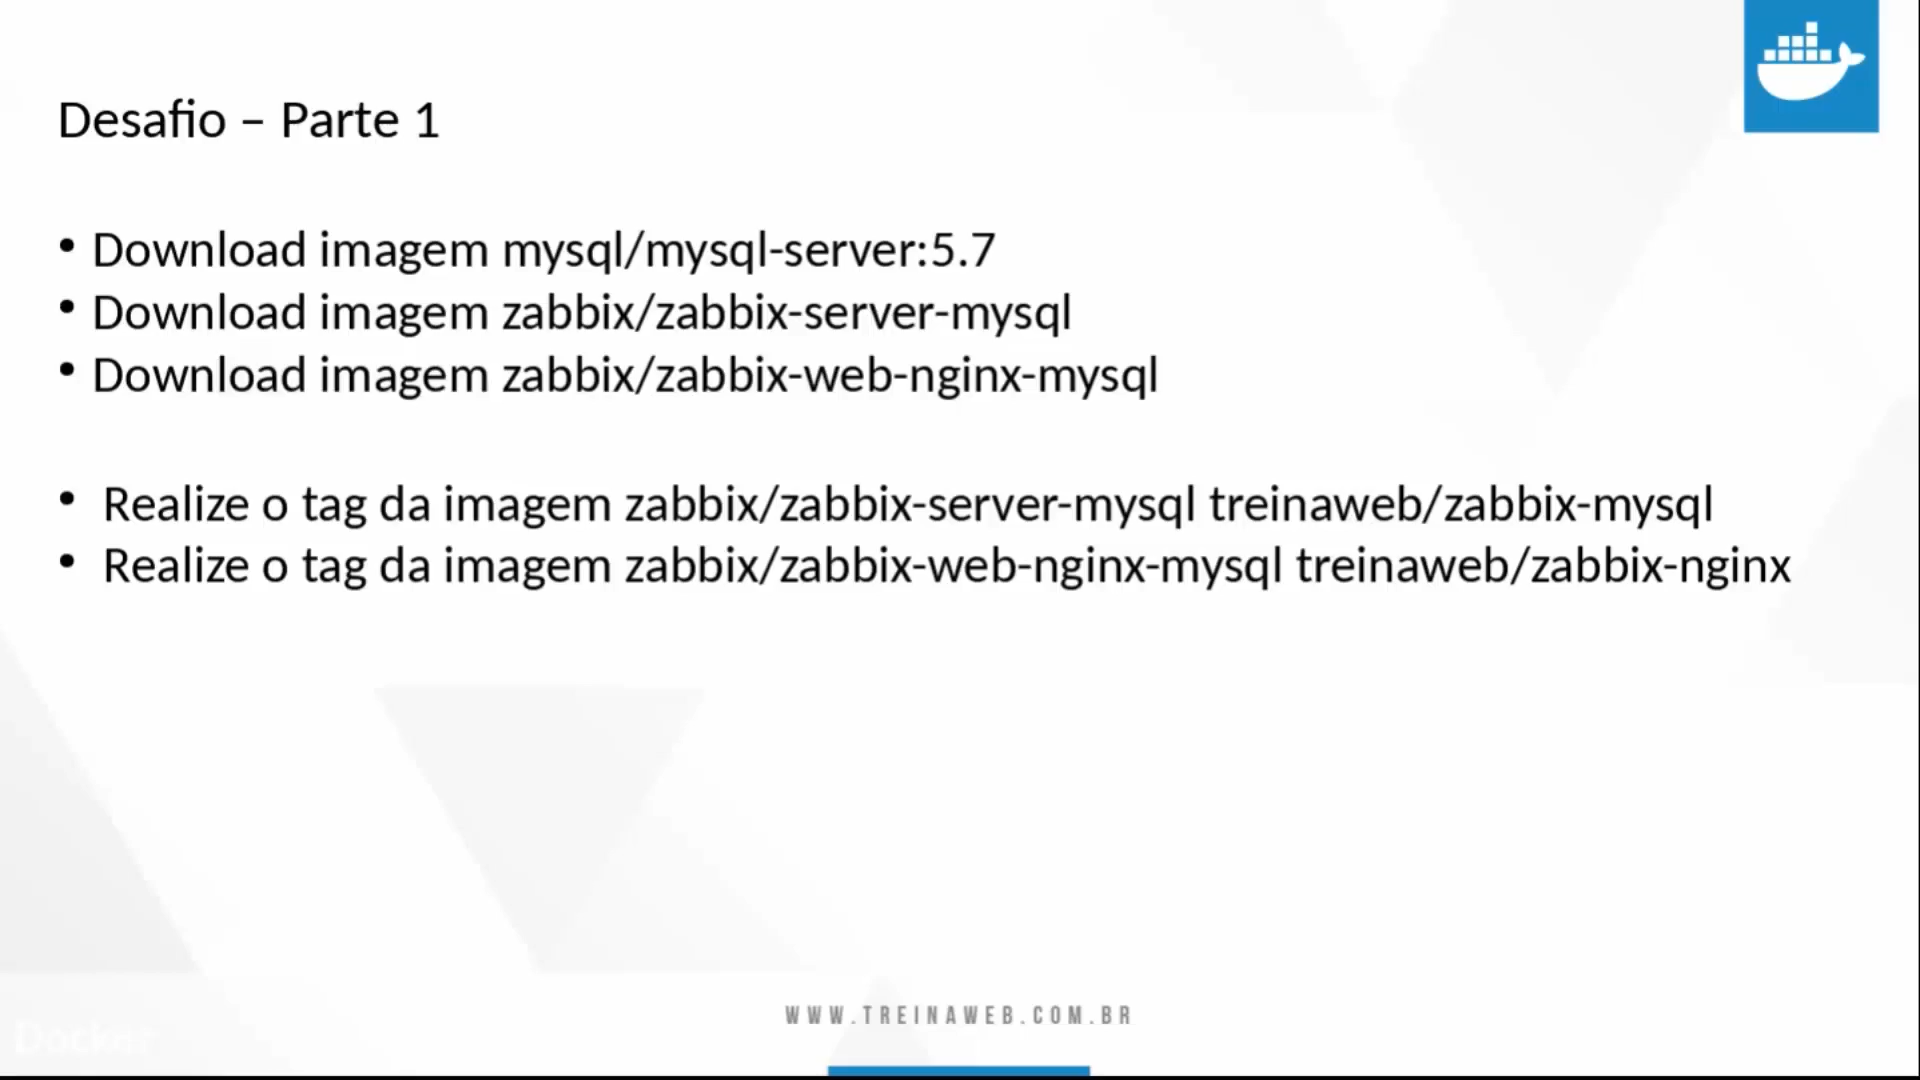 Desafio – Parte 1
• Download imagem mysql/mysql-server:5.7
• Download imagem zabbix/zabbix-server-mysql
• Download imagem zabbix/zabbix-web-nginx-mysql
• Realize o tag da imagem zabbix/zabbix-server-mysql treinaweb/zabbix-mysql
• Realize o tag da imagem zabbix/zabbix-web-nginx-mysql treinaweb/zabbix-nginx
WWW.TREINAWEB.COM.BR
Docker